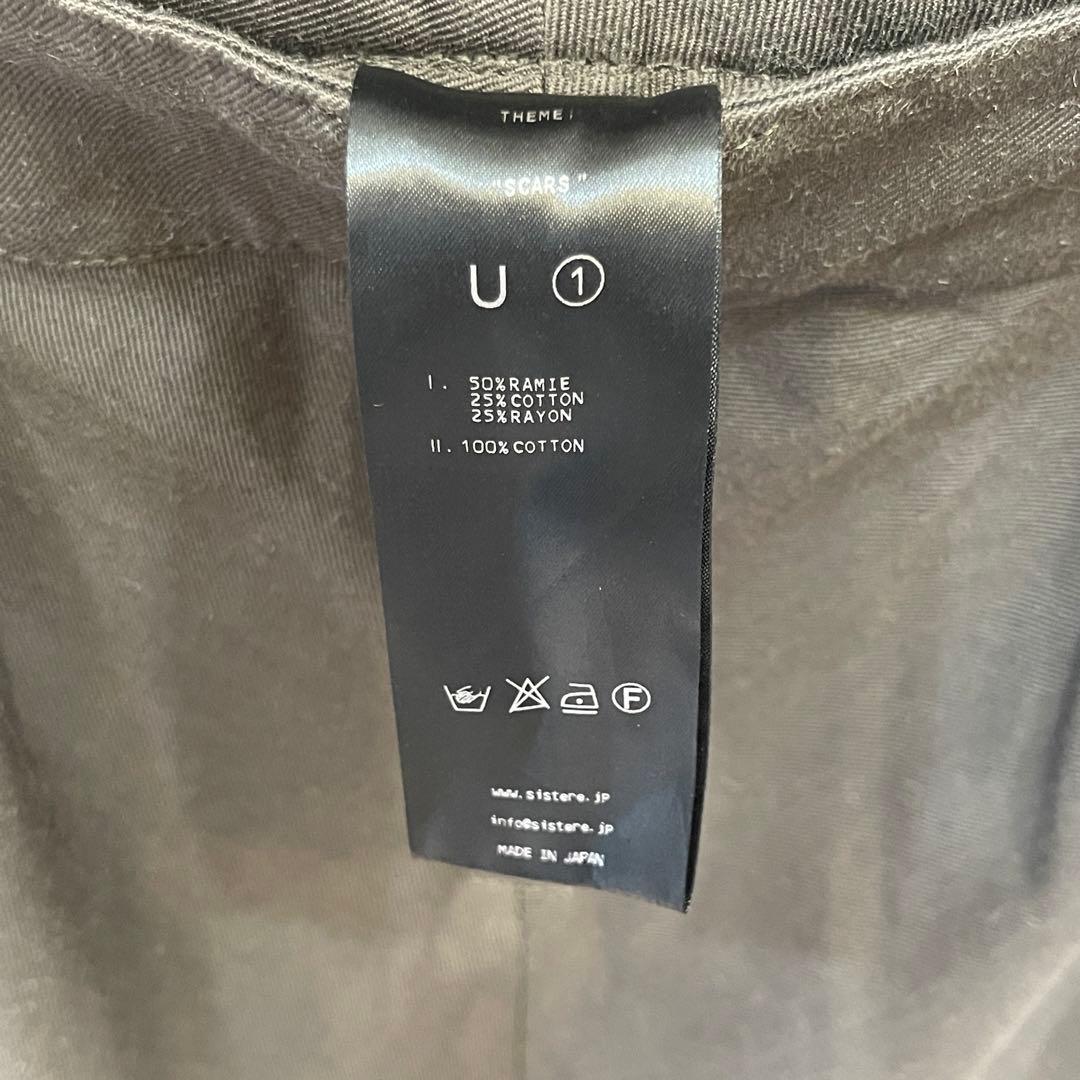 THEME:
"SCARS"
U ①
I. 50%RAMIE
25%COTTON
25%RAYON
II. 100%COTTON
F
www.sistere.jp
info@sistere.jp
MADE IN JAPAN